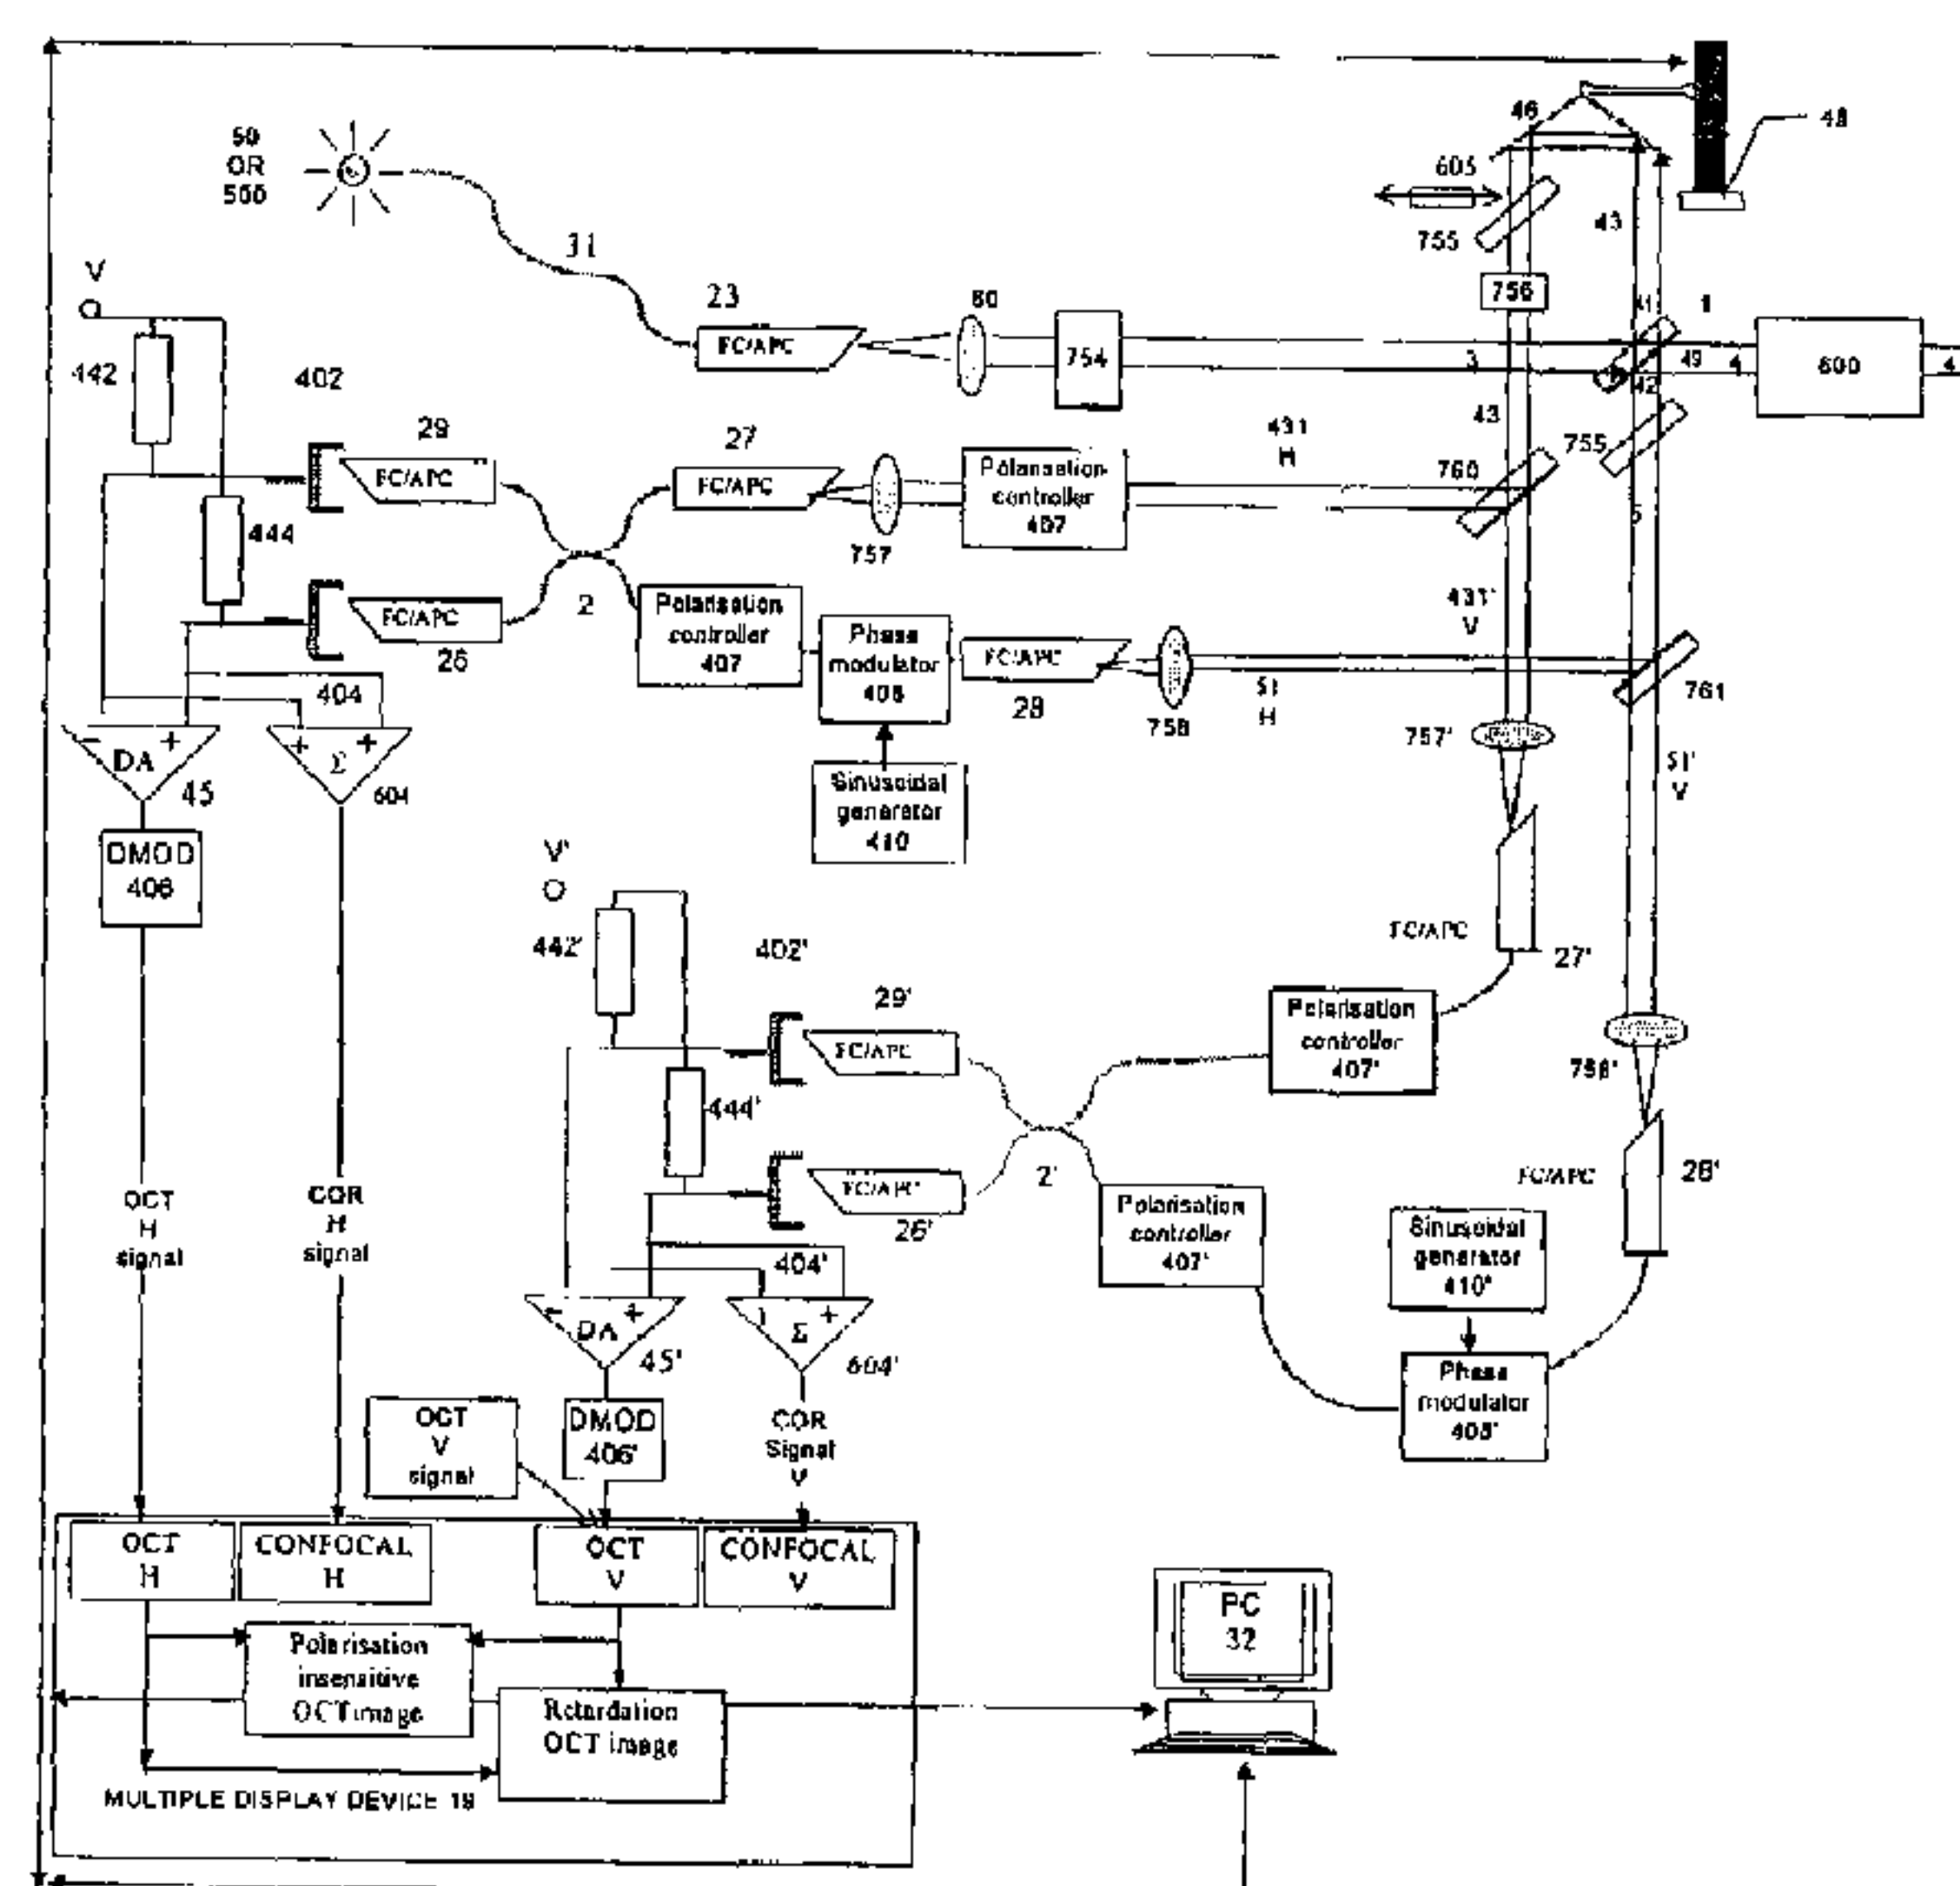 50
OR
46
48
605
31
V
755
43
23
80
756
1
FC/APC
754
3
49
4
600
4
42
442
402
43
29
27
431
H
755
760
FC/APC
FC/APC
Polarisation
controller
407
5
444
757
2
Polarisation
controller
407
431'
V
FC/APC
26
Phase
modulator
408
FC/APC
51
H
761
404
28
758
757'
51'
V
- +
DA
+ +
Σ
45
604
Sinusoidal
generator
410
DMOD
406
V'
FC/APC
27'
442'
402'
29'
Polarisation
controller
407'
FC/APC
758'
444'
2'
FC/APC
28'
FC/APC
26'
Polarisation
controller
407'
Sinusoidal
generator
410'
OCT
H
signal
COR
H
signal
404'
- +
DA
+
Σ
45'
604'
Phase
modulator
408'
OCT
V
signal
DMOD
406'
COR
Signal
V
OCT
H
CONFOCAL
H
OCT
V
CONFOCAL
V
PC
32
Polarisation
insensitive
OCT image
Retardation
OCT image
MULTIPLE DISPLAY DEVICE 19